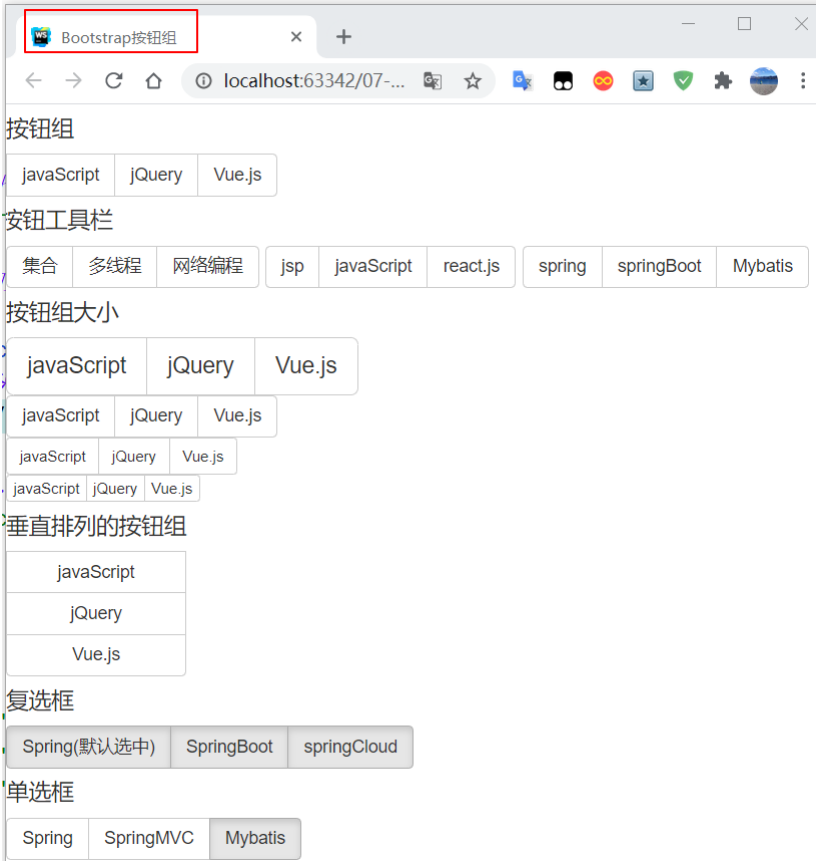 Bootstrap按钮组
localhost:63342/07-...
按钮组
javaScript jQuery Vue.js
按钮工具栏
集合 多线程 网络编程 jsp javaScript react.js spring springBoot Mybatis
按钮组大小
javaScript jQuery Vue.js
javaScript jQuery Vue.js
javaScript jQuery Vue.js
javaScript jQuery Vue.js
垂直排列的按钮组
javaScript
jQuery
Vue.js
复选框
Spring(默认选中) SpringBoot springCloud
单选框
Spring SpringMVC Mybatis